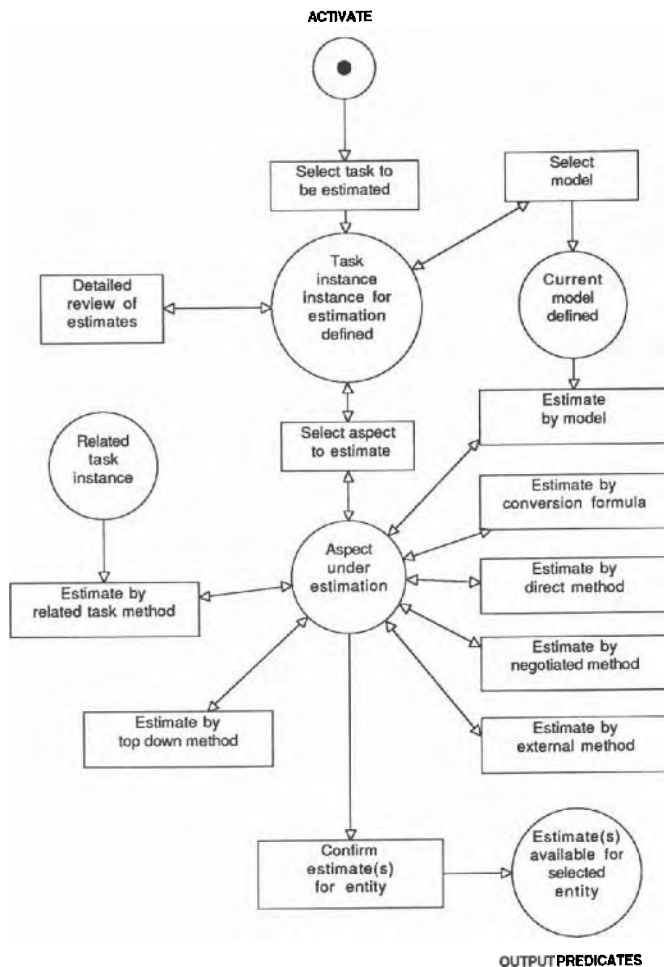 ACTIVATE
Select task to
be estimated
Select
model
Task
instance
instance for
estimation
defined
Detailed
review of
estimates
Current
model
defined
Select aspect
to estimate
Estimate
by model
Related
task
instance
Estimate by
conversion formula
Aspect
under
estimation
Estimate by
direct method
Estimate by
related task method
Estimate by
negotiated method
Estimate by
top down method
Estimate by
external method
Confirm
estimate(s)
for entity
Estimate(s)
available for
selected
entity
OUTPUT PREDICATES